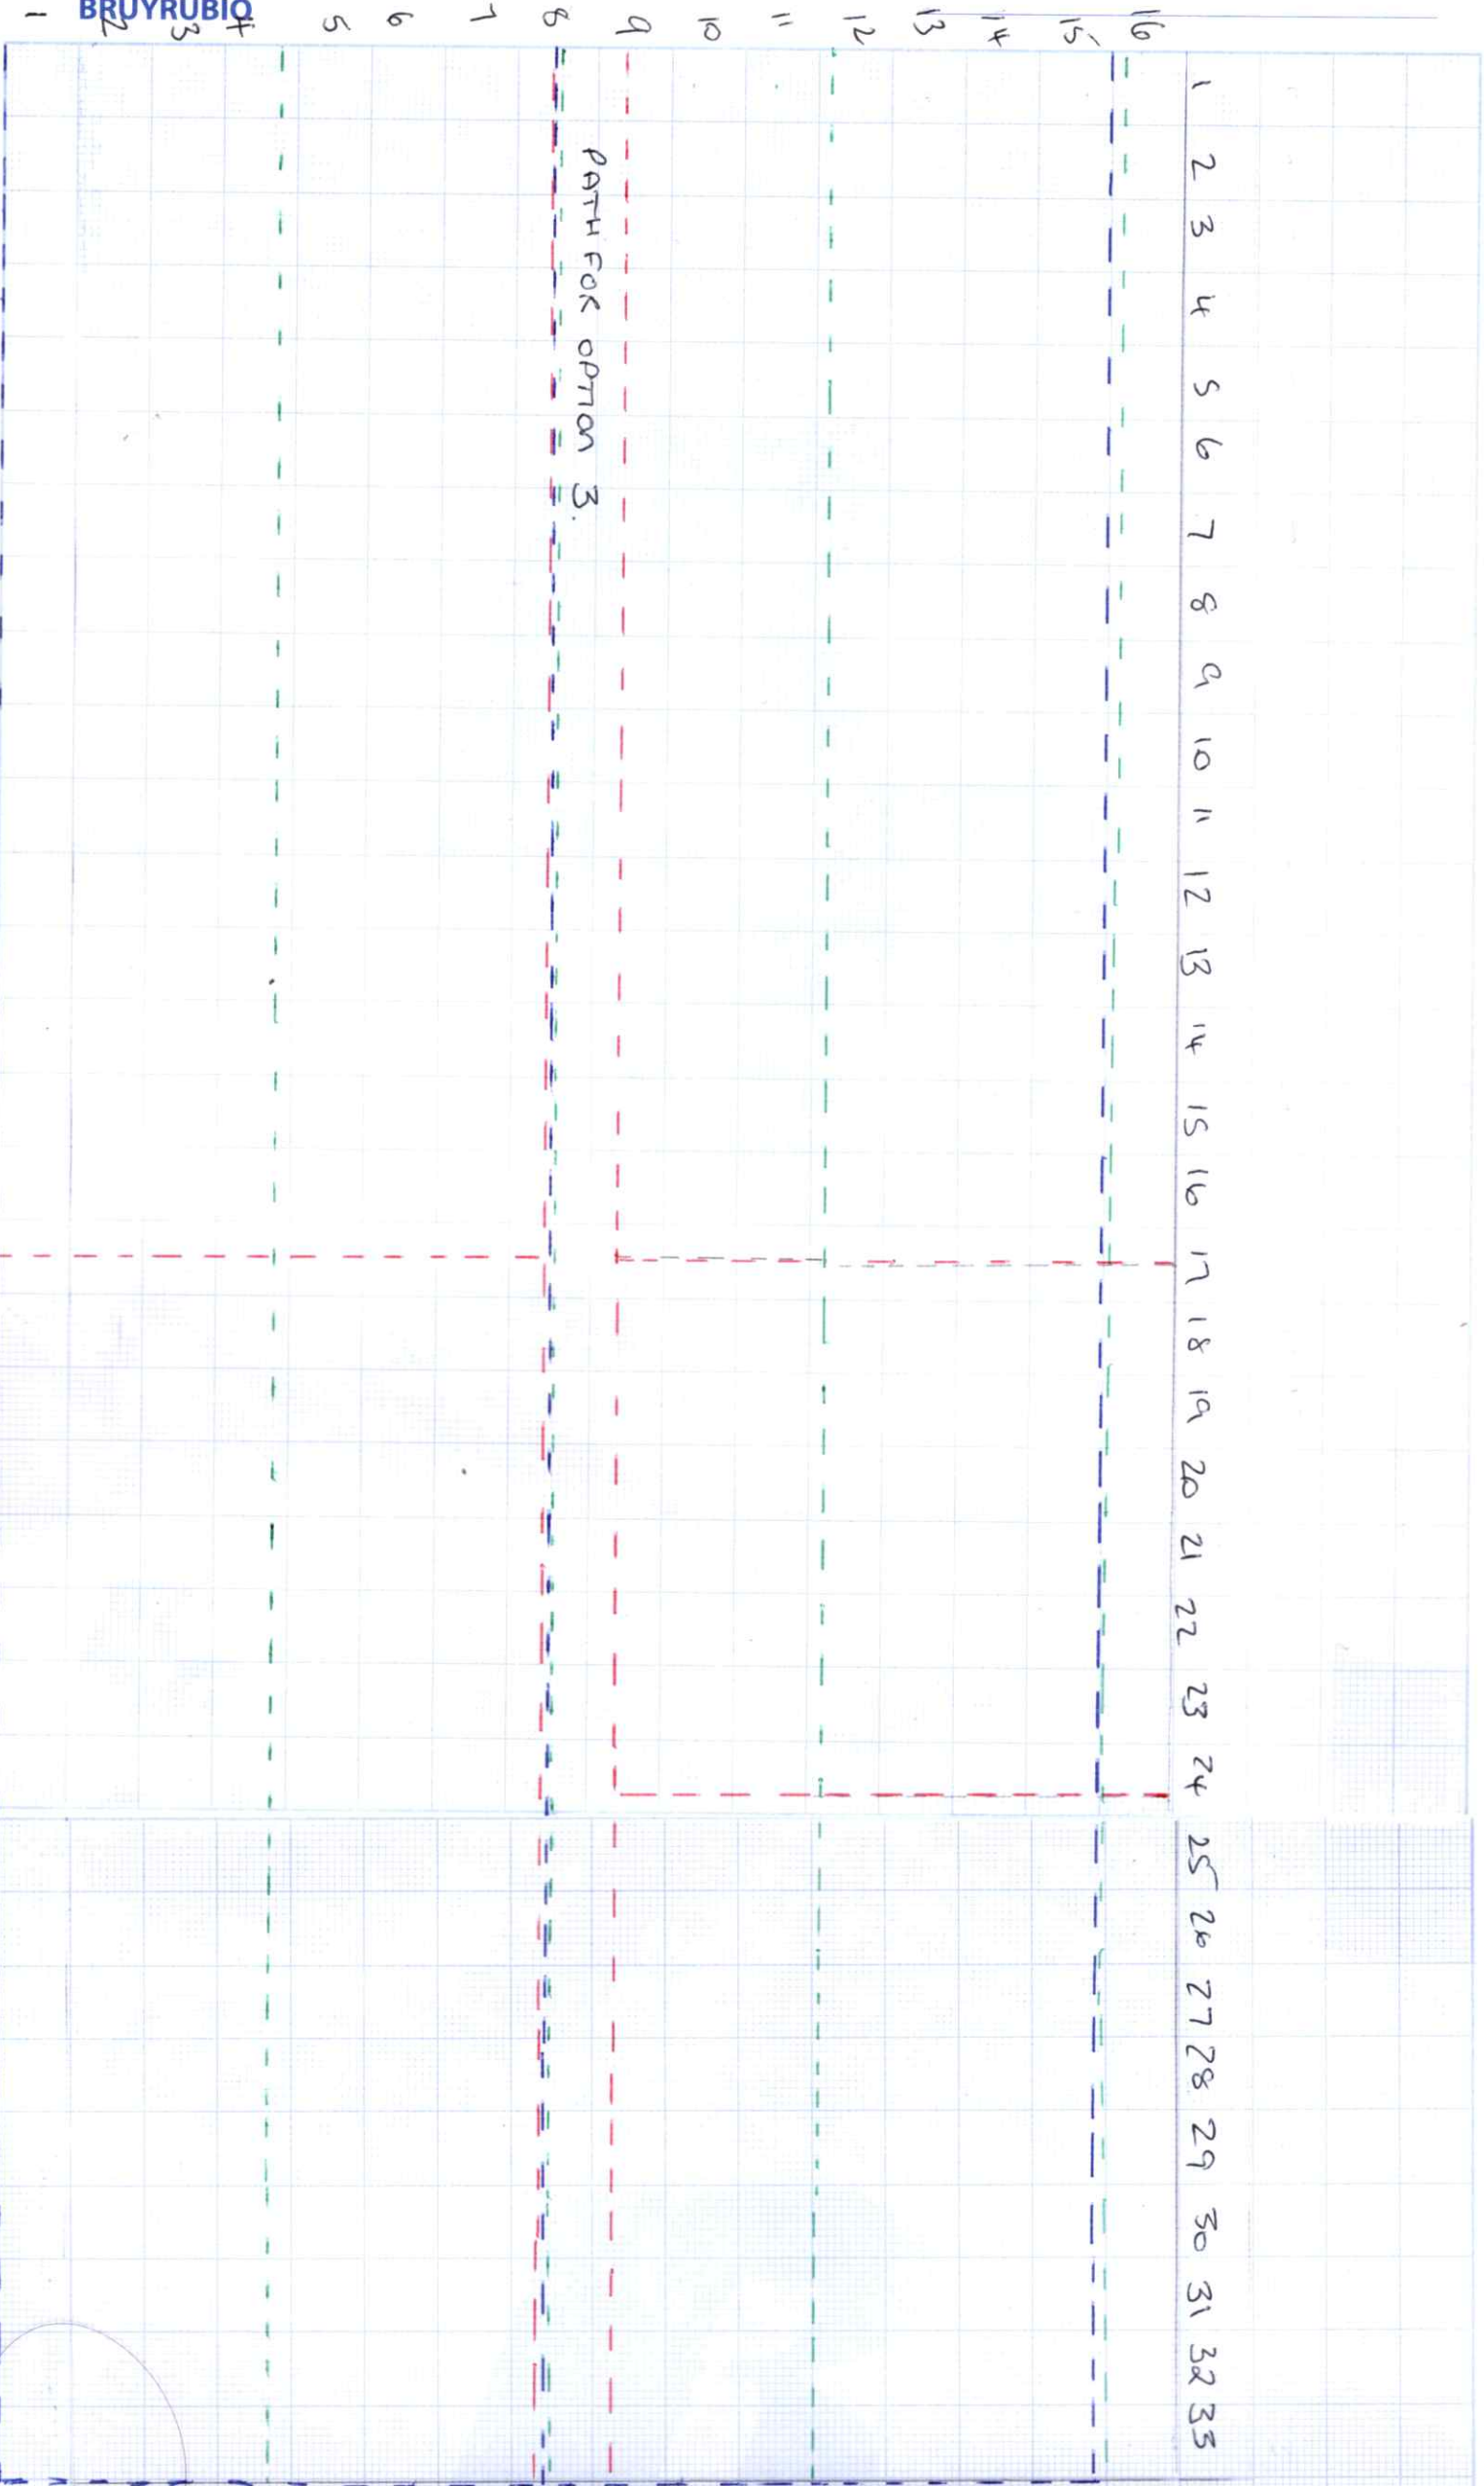 BRUYRUBIO
1 2 3 4 5 6 7 8 9 10 11 12 13 14 15 16
1 2 3 4 5 6 7 8 9 10 11 12 13 14 15 16 17 18 19 20 21 22 23 24 25 26 27 28 29 30 31 32 33
PATH FOR OPTION 3.